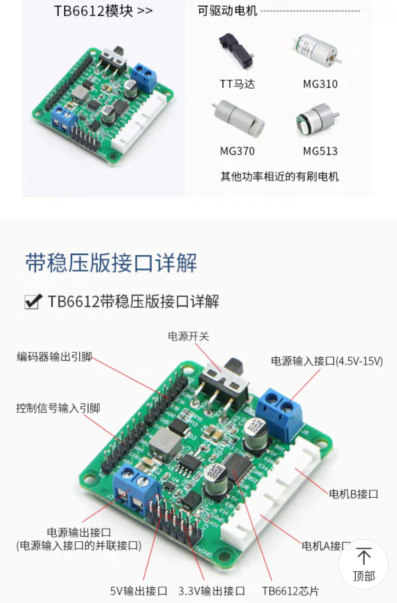 TB6612模块 >>
可驱动电机
TT马达
MG310
MG370
MG513
其他功率相近的有刷电机
带稳压版接口详解
TB6612带稳压版接口详解
电源开关
编码器输出引脚
电源输入接口(4.5V-15V)
控制信号输入引脚
电机B接口
电源输出接口
(电源输入接口的并联接口)
电机A接口
5V输出接口
3.3V输出接口
TB6612芯片
顶部